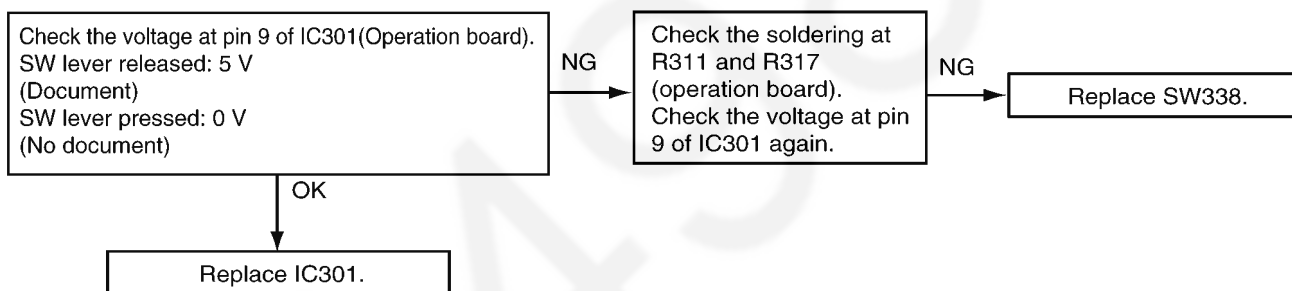 Check the voltage at pin 9 of IC301(Operation board).
SW lever released: 5 V
(Document)
SW lever pressed: 0 V
(No document)
NG
Check the soldering at
R311 and R317
(operation board).
Check the voltage at pin
9 of IC301 again.
NG
Replace SW338.
OK
Replace IC301.